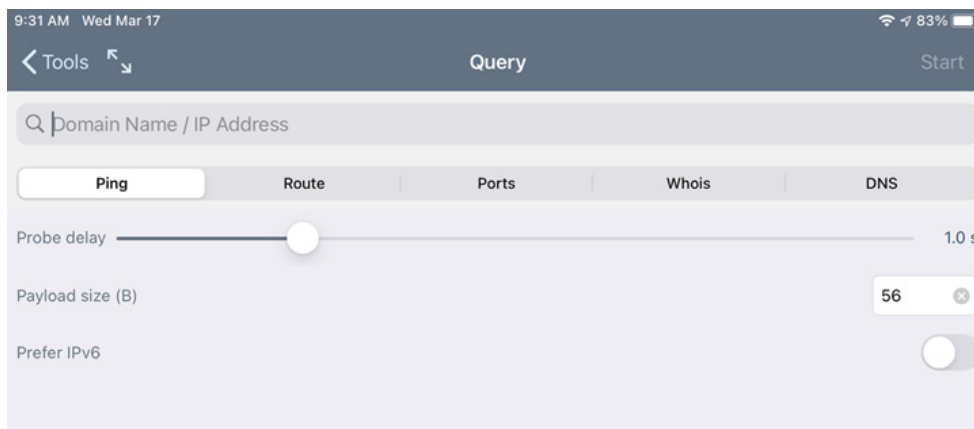 9:31 AM Wed Mar 17 83%
Tools Query Start
Domain Name / IP Address
Ping Route Ports Whois DNS
Probe delay 1.0 s
Payload size (B) 56
Prefer IPv6